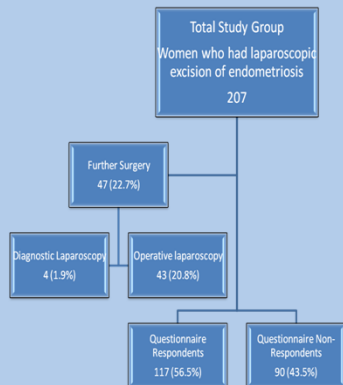 Total Study Group
Women who had laparoscopic
excision of endometriosis
207
Further Surgery
47 (22.7%)
Diagnostic Laparoscopy
4 (1.9%)
Operative laparoscopy
43 (20.8%)
Questionnaire
Respondents
117 (56.5%)
Questionnaire Non-
Respondents
90 (43.5%)